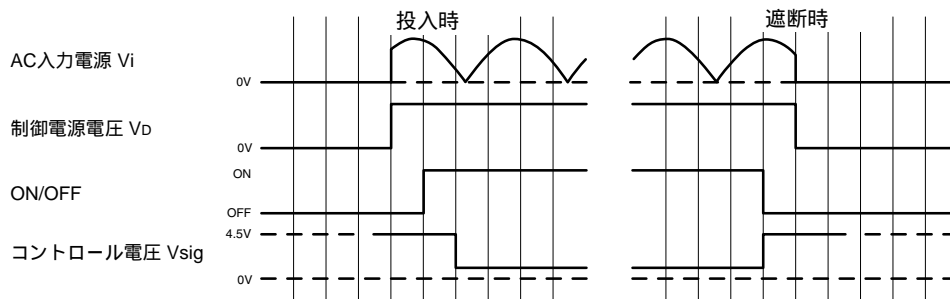 投入時
遮断時
AC入力電源 Vi
0V
制御電源電圧 VD
0V
ON/OFF
ON
OFF
コントロール電圧 Vsig
4.5V
0V